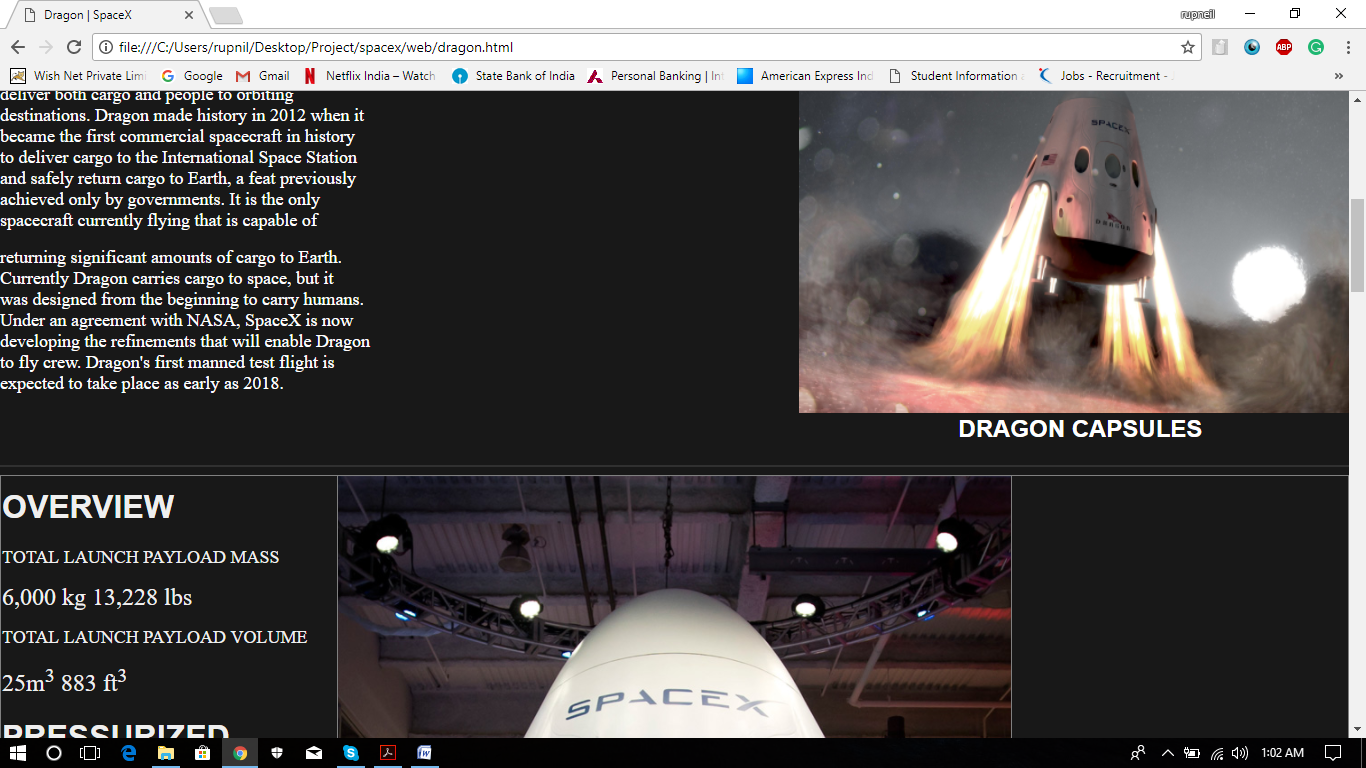 Dragon | SpaceX
rupneil
file:///C:/Users/rupnil/Desktop/Project/spacex/web/dragon.html
Wish Net Private Limi
Google
Gmail
Netflix India – Watch
State Bank of India
Personal Banking | Int
American Express Ind
Student Information a
Jobs - Recruitment -
»
deliver both cargo and people to orbiting
destinations. Dragon made history in 2012 when it
became the first commercial spacecraft in history
to deliver cargo to the International Space Station
and safely return cargo to Earth, a feat previously
achieved only by governments. It is the only
spacecraft currently flying that is capable of
returning significant amounts of cargo to Earth.
Currently Dragon carries cargo to space, but it
was designed from the beginning to carry humans.
Under an agreement with NASA, SpaceX is now
developing the refinements that will enable Dragon
to fly crew. Dragon's first manned test flight is
expected to take place as early as 2018.
SPACEX
DRAGON
DRAGON CAPSULES
OVERVIEW
TOTAL LAUNCH PAYLOAD MASS
6,000 kg 13,228 lbs
TOTAL LAUNCH PAYLOAD VOLUME
25m³ 883 ft³
PRESSURIZED
SPACEX
ABP
1:02 AM